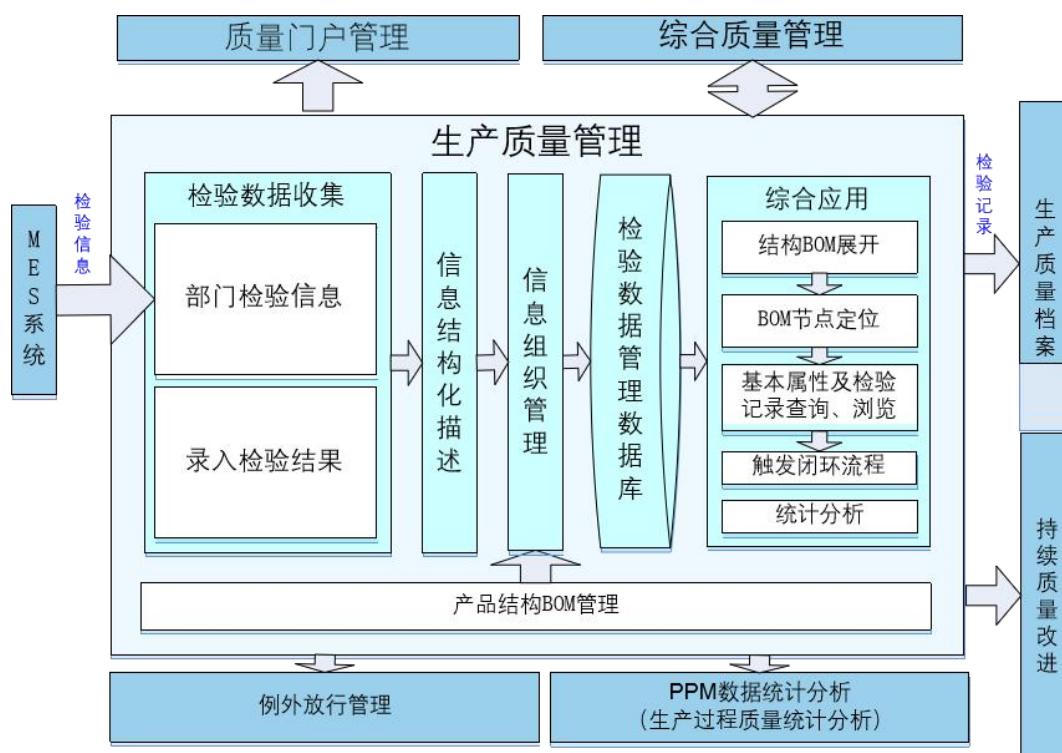 质量门户管理
综合质量管理
生产质量管理
MES系统
检验信息
检验数据收集
部门检验信息
录入检验结果
信息结构化描述
信息组织管理
检验数据管理数据库
综合应用
结构BOM展开
BOM节点定位
基本属性及检验
记录查询、浏览
触发闭环流程
统计分析
检验记录
生产质量档案
持续质量改进
产品结构BOM管理
例外放行管理
PPM数据统计分析
（生产过程质量统计分析）